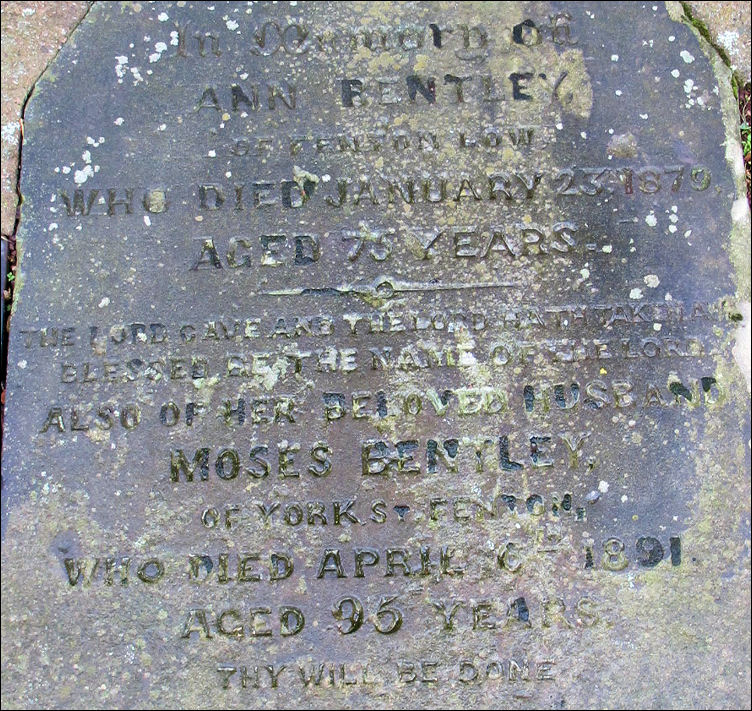 In Memory of
ANN BENTLEY,
OF FENTON LOW.
WHO DIED JANUARY 23. 1879.
AGED 75 YEARS.
THE LORD GAVE AND THE LORD HATH TAKEN
BLESSED BE THE NAME OF THE LORD.
ALSO OF HER BELOVED HUSBAND
MOSES BENTLEY,
OF YORK ST. FENTON,
WHO DIED APRIL 6TH 1891.
AGED 95 YEARS.
THY WILL BE DONE